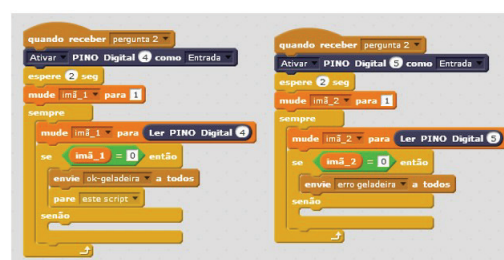 quando receber pergunta 2
Ativar PINO Digital 4 como Entrada
espere 2 seg
mude imã_1 para 1
sempre
mude imã_1 para Ler PINO Digital 4
se imã_1 = 0 então
envie ok-geladeira a todos
pare este script
senão
quando receber pergunta 2
Ativar PINO Digital 5 como Entrada
espere 2 seg
mude imã_2 para 1
sempre
mude imã_2 para Ler PINO Digital 5
se imã_2 = 0 então
envie erro geladeira a todos
senão